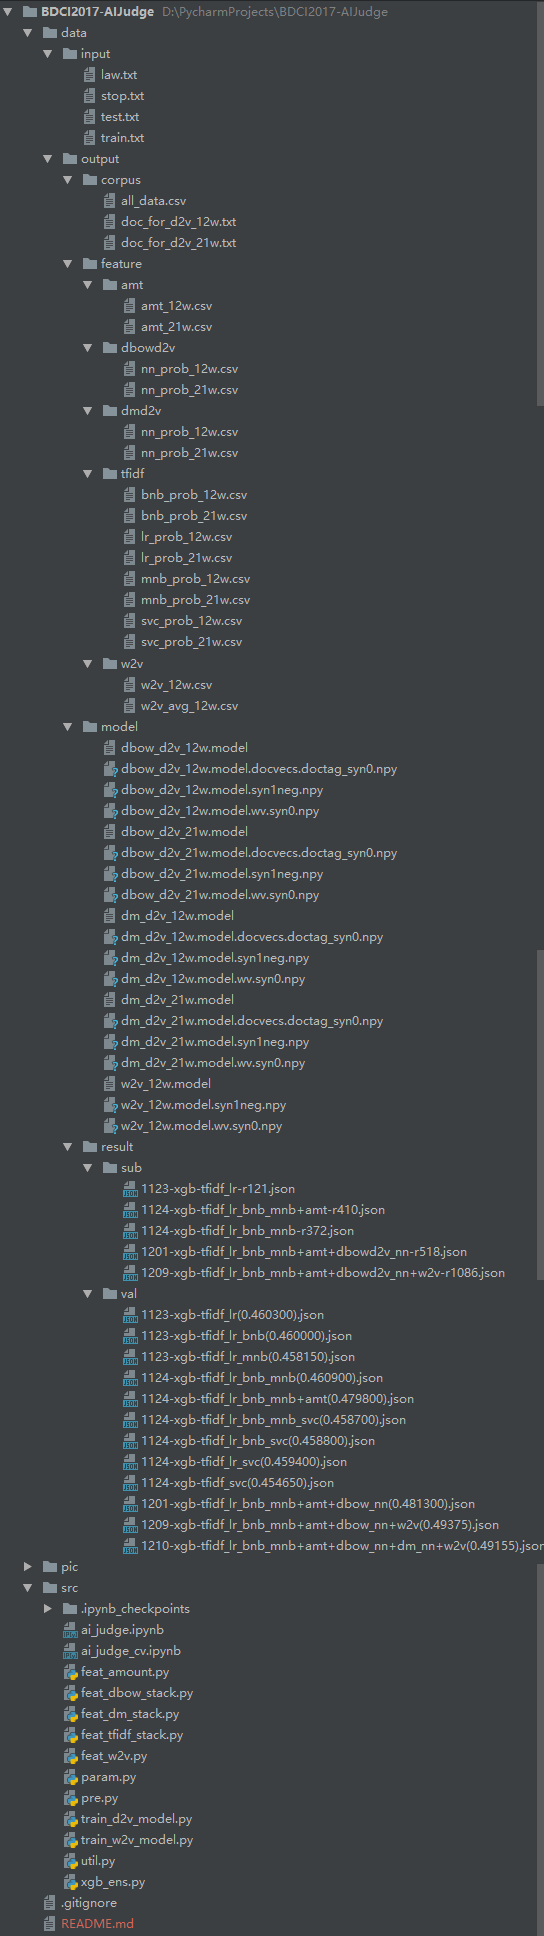 BDCI2017-AIJudge D:\PycharmProjects\BDCI2017-AIJudge
data
input
law.txt
stop.txt
test.txt
train.txt
output
corpus
all_data.csv
doc_for_d2v_12w.txt
doc_for_d2v_21w.txt
feature
amt
amt_12w.csv
amt_21w.csv
dbowd2v
nn_prob_12w.csv
nn_prob_21w.csv
dmd2v
nn_prob_12w.csv
nn_prob_21w.csv
tfidf
bnb_prob_12w.csv
bnb_prob_21w.csv
lr_prob_12w.csv
lr_prob_21w.csv
mnb_prob_12w.csv
mnb_prob_21w.csv
svc_prob_12w.csv
svc_prob_21w.csv
w2v
w2v_12w.csv
w2v_avg_12w.csv
model
dbow_d2v_12w.model
dbow_d2v_12w.model.docvecs.doctag_syn0.npy
dbow_d2v_12w.model.syn1neg.npy
dbow_d2v_12w.model.wv.syn0.npy
dbow_d2v_21w.model
dbow_d2v_21w.model.docvecs.doctag_syn0.npy
dbow_d2v_21w.model.syn1neg.npy
dbow_d2v_21w.model.wv.syn0.npy
dm_d2v_12w.model
dm_d2v_12w.model.docvecs.doctag_syn0.npy
dm_d2v_12w.model.syn1neg.npy
dm_d2v_12w.model.wv.syn0.npy
dm_d2v_21w.model
dm_d2v_21w.model.docvecs.doctag_syn0.npy
dm_d2v_21w.model.syn1neg.npy
dm_d2v_21w.model.wv.syn0.npy
w2v_12w.model
w2v_12w.model.syn1neg.npy
w2v_12w.model.wv.syn0.npy
result
sub
1123-xgb-tfidf_lr-r121.json
1124-xgb-tfidf_lr_bnb_mnb+amt-r410.json
1124-xgb-tfidf_lr_bnb_mnb-r372.json
1201-xgb-tfidf_lr_bnb_mnb+amt+dbowd2v_nn-r518.json
1209-xgb-tfidf_lr_bnb_mnb+amt+dbowd2v_nn+w2v-r1086.json
val
1123-xgb-tfidf_lr(0.460300).json
1123-xgb-tfidf_lr_bnb(0.460000).json
1123-xgb-tfidf_lr_mnb(0.458150).json
1124-xgb-tfidf_lr_bnb_mnb(0.460900).json
1124-xgb-tfidf_lr_bnb_mnb+amt(0.479800).json
1124-xgb-tfidf_lr_bnb_mnb_svc(0.458700).json
1124-xgb-tfidf_lr_bnb_svc(0.458800).json
1124-xgb-tfidf_lr_svc(0.459400).json
1124-xgb-tfidf_svc(0.454650).json
1201-xgb-tfidf_lr_bnb_mnb+amt+dbow_nn(0.481300).json
1209-xgb-tfidf_lr_bnb_mnb+amt+dbow_nn+w2v(0.49375).json
1210-xgb-tfidf_lr_bnb_mnb+amt+dbow_nn+dm_nn+w2v(0.49155).json
pic
src
.ipynb_checkpoints
ai_judge.ipynb
ai_judge_cv.ipynb
feat_amount.py
feat_dbow_stack.py
feat_dm_stack.py
feat_tfidf_stack.py
feat_w2v.py
param.py
pre.py
train_d2v_model.py
train_w2v_model.py
util.py
xgb_ens.py
.gitignore
README.md